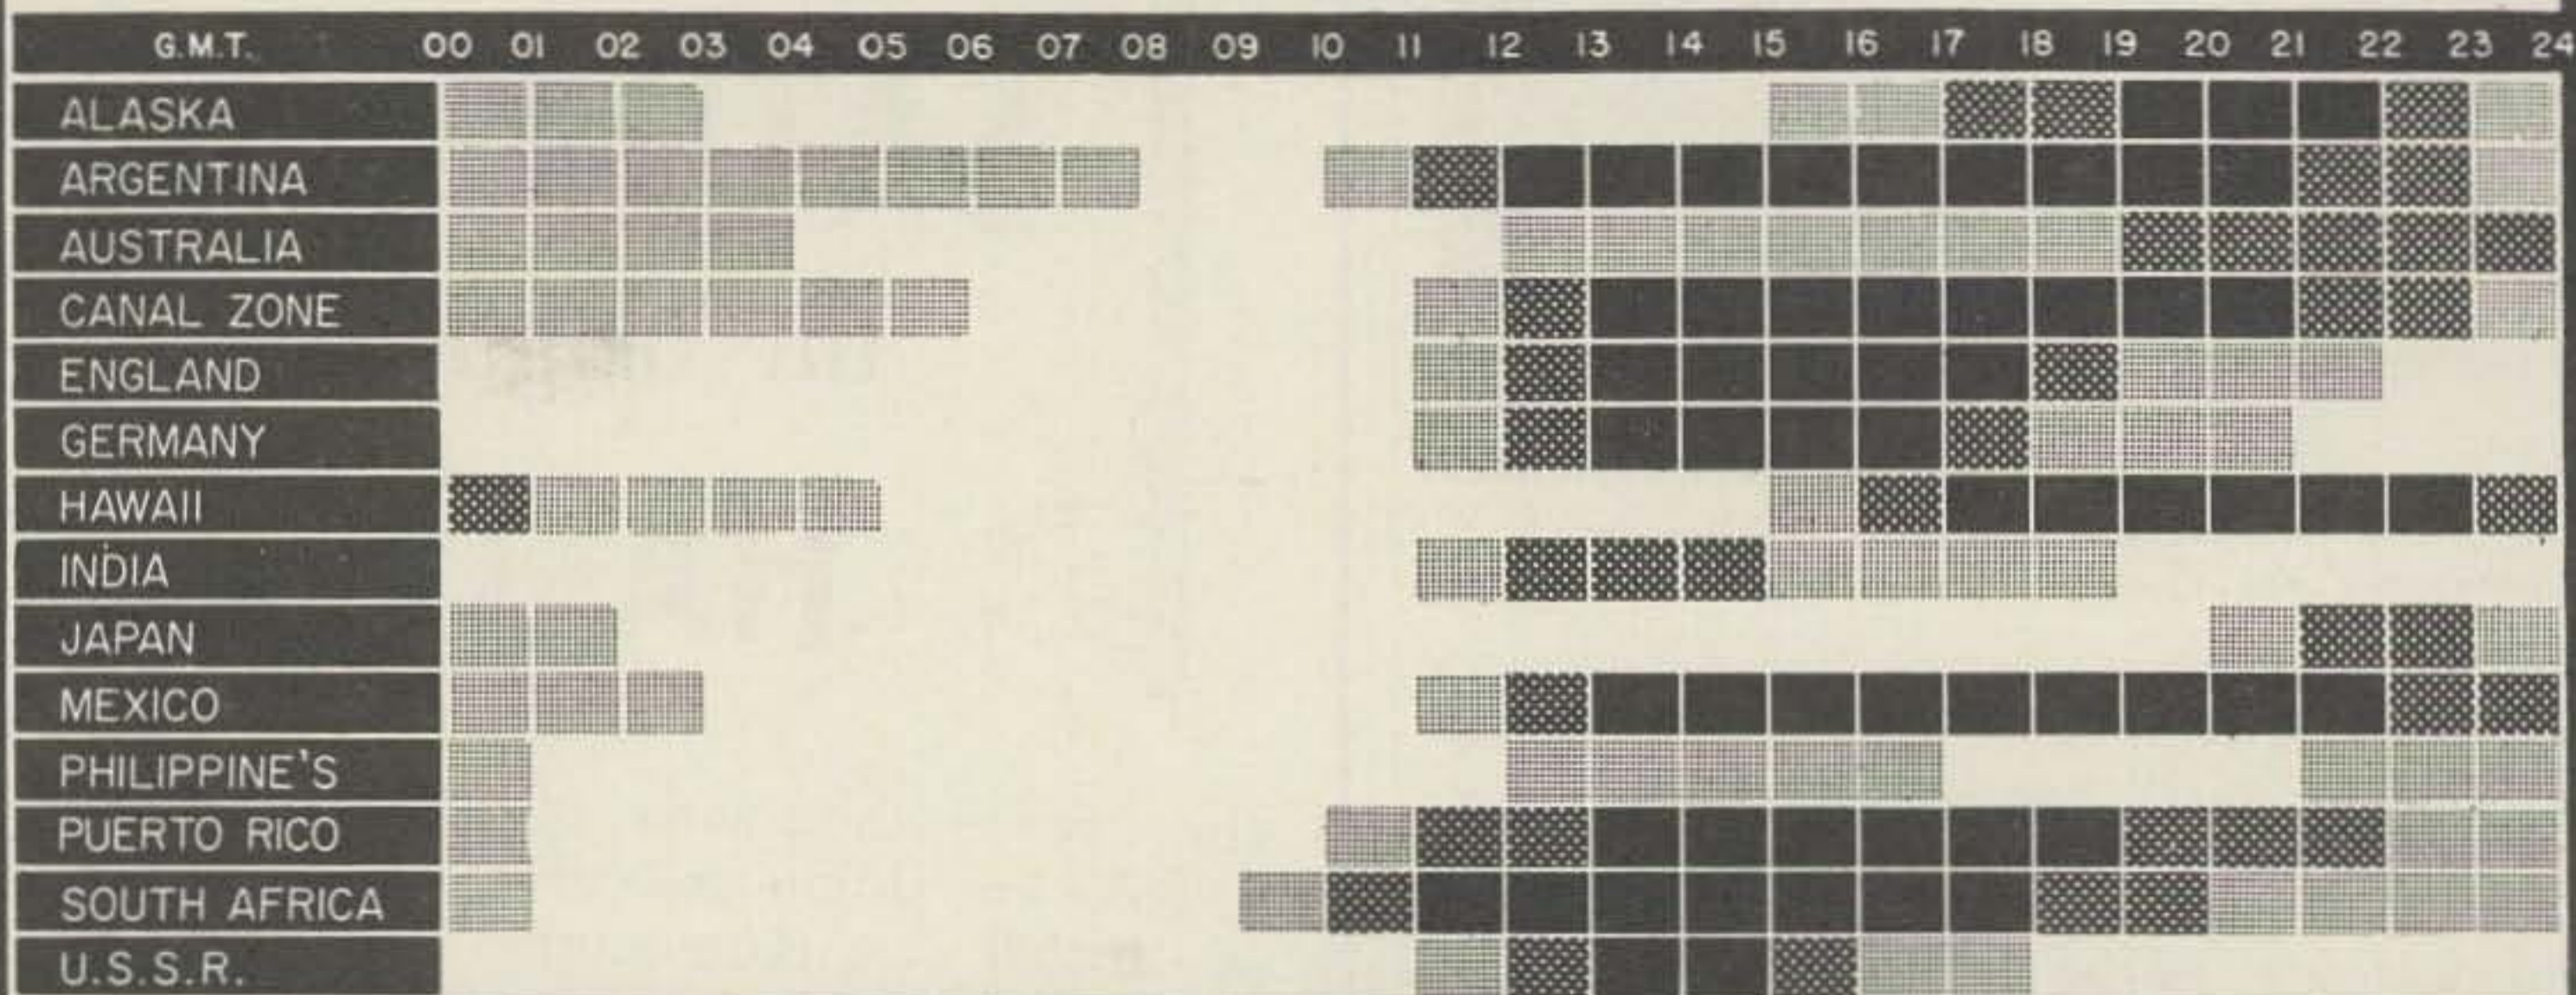 G.M.T. 00 01 02 03 04 05 06 07 08 09 10 11 12 13 14 15 16 17 18 19 20 21 22 23 24
ALASKA
ARGENTINA
AUSTRALIA
CANAL ZONE
ENGLAND
GERMANY
HAWAII
INDIA
JAPAN
MEXICO
PHILIPPINE'S
PUERTO RICO
SOUTH AFRICA
U.S.S.R.